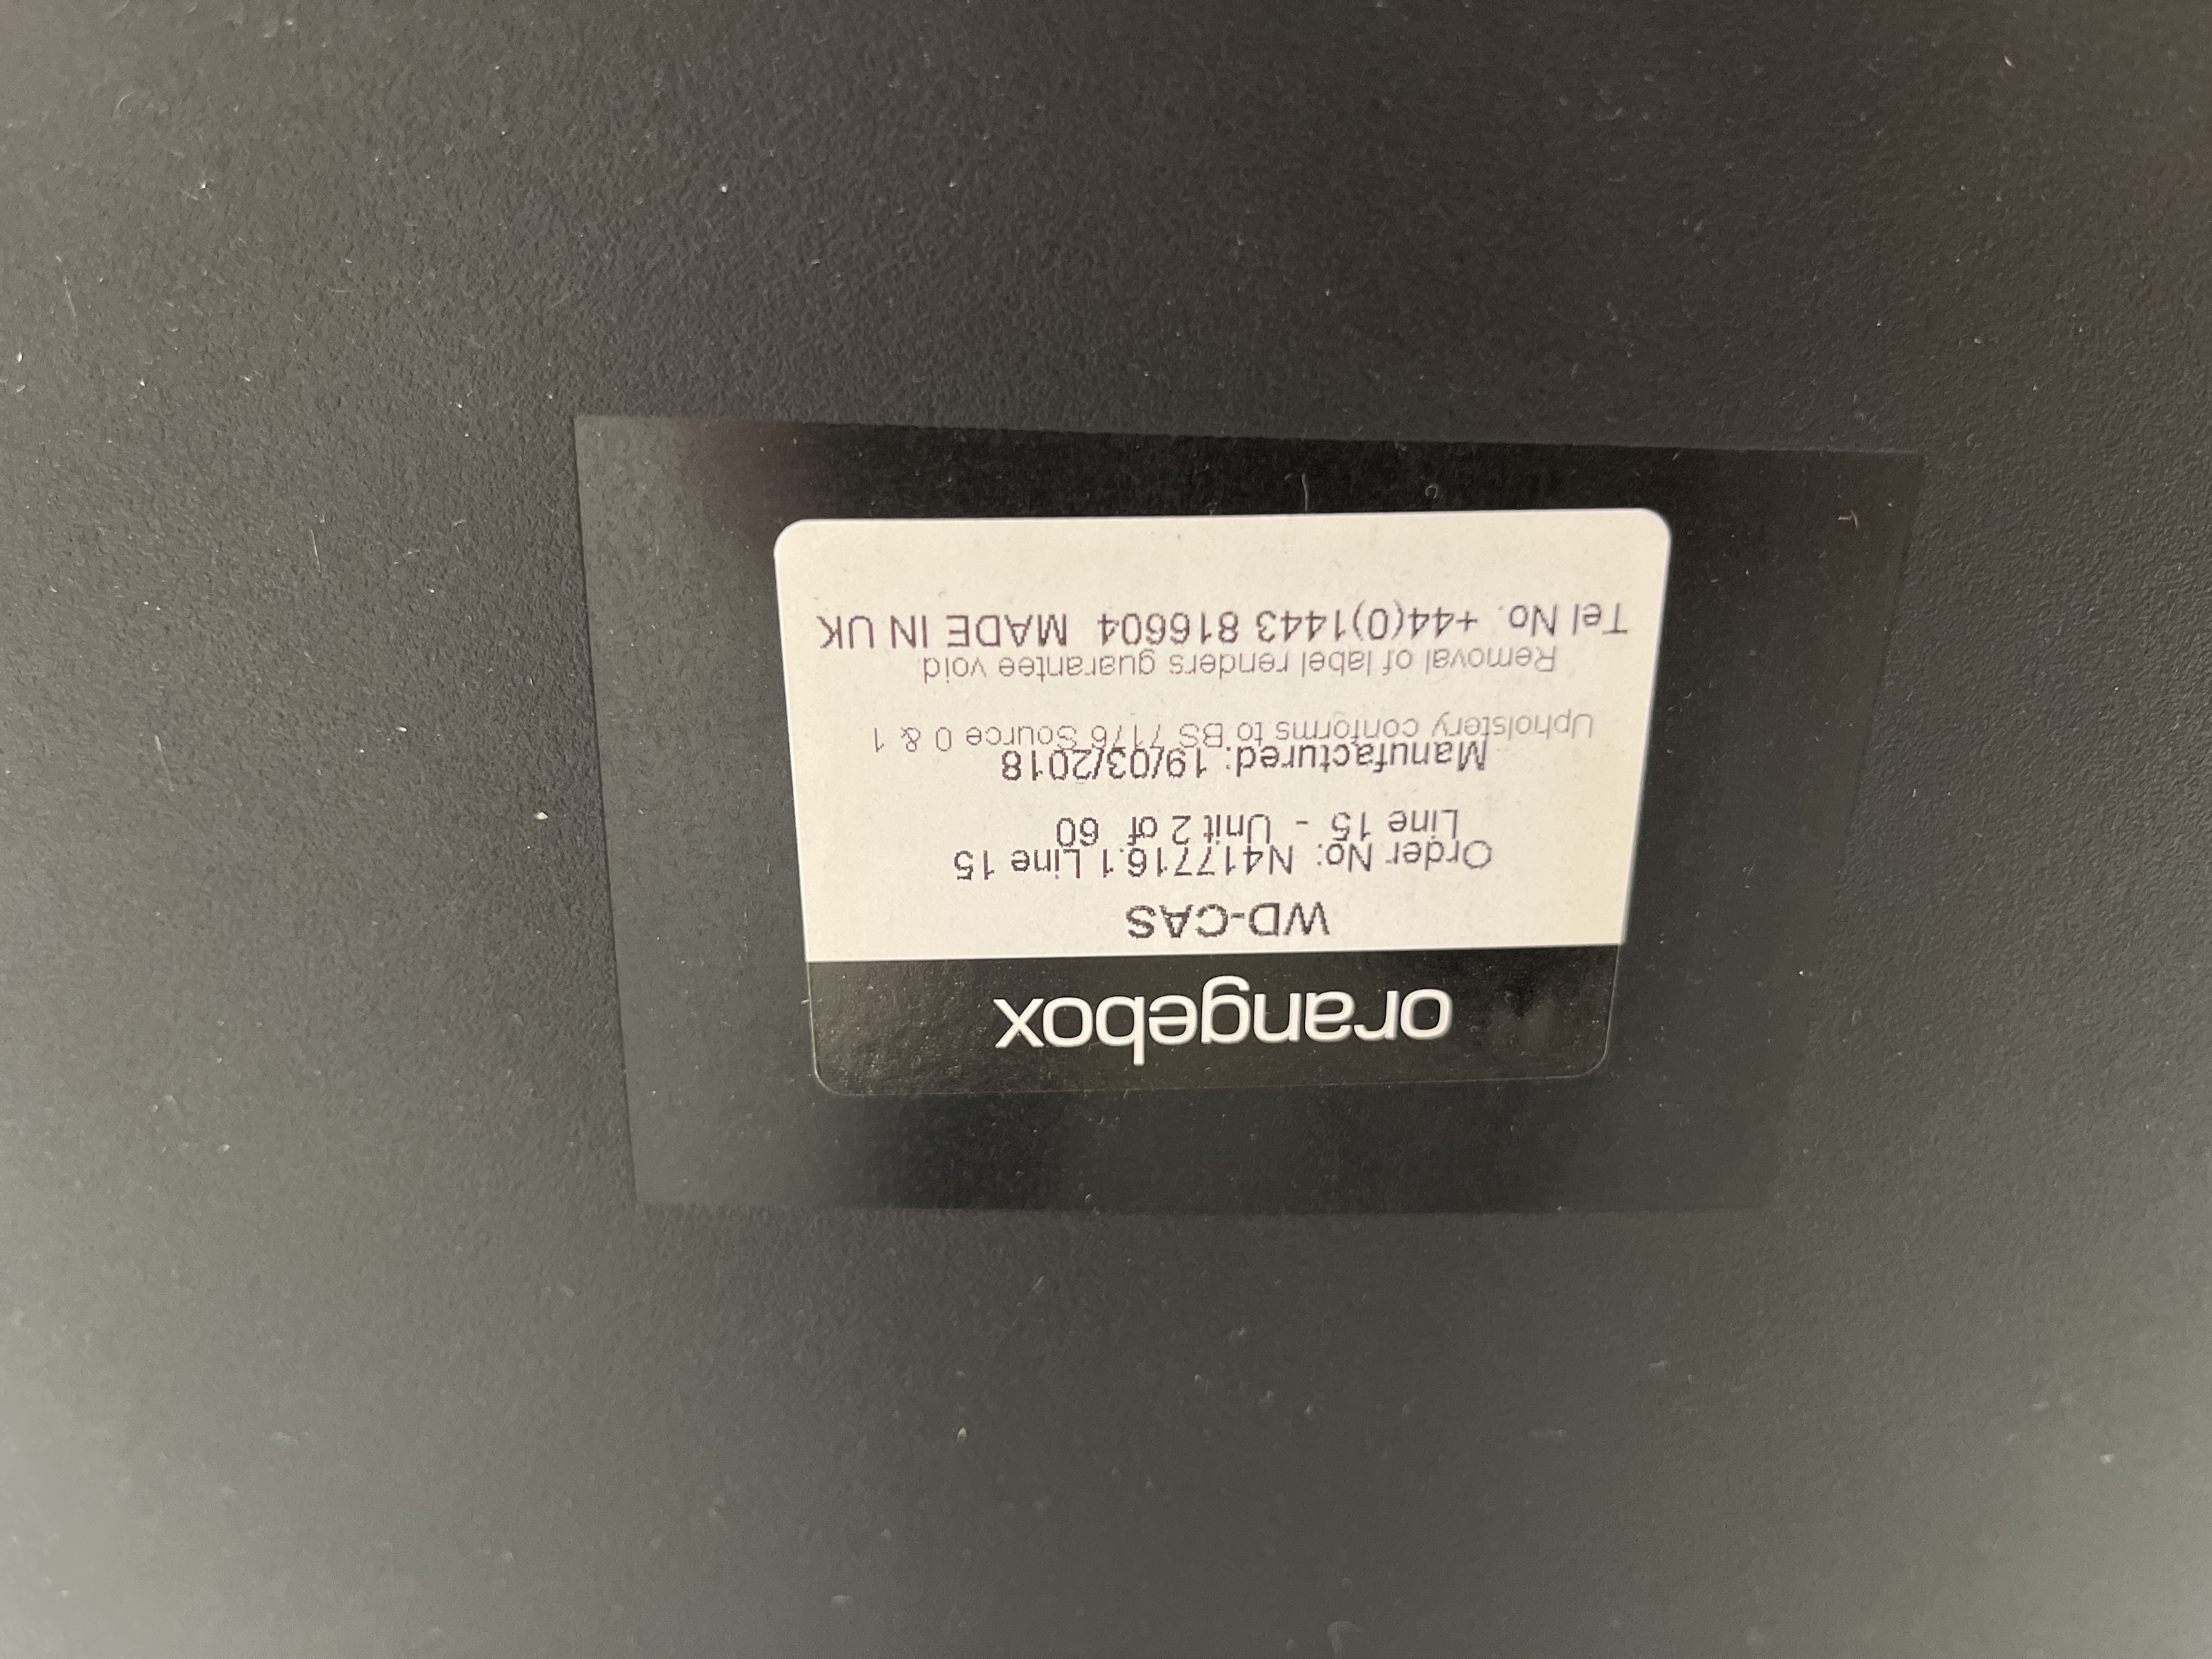 orangebox
WD-CAS
Order No: N417716.1 Line 15
Line 15 - Unit 2 of 60
Manufactured: 19/03/2018
Upholstery conforms to BS 7176 Source 0 & 1
Removal of label renders guarantee void
Tel No. +44(0)1443 816604 MADE IN UK